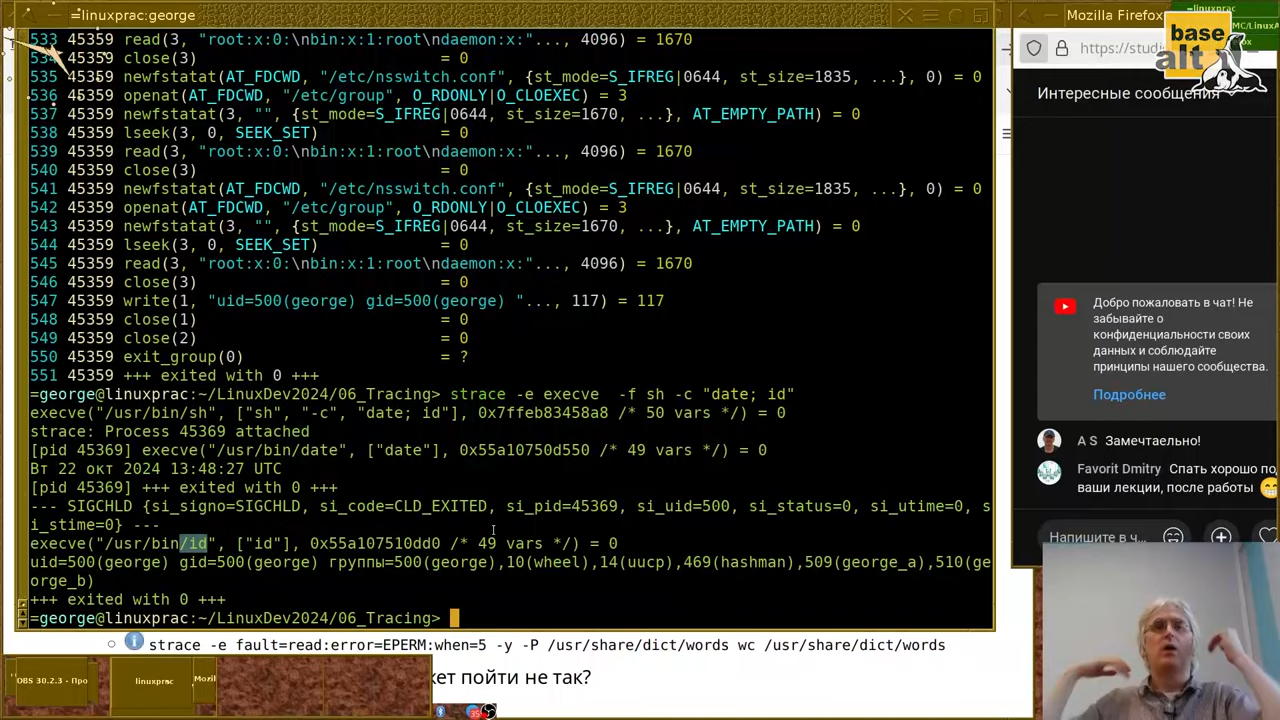 =linuxprac:george
533 45359 read(3, "root:x:0:\nbin:x:1:root\ndaemon:x:"..., 4096) = 1670
534 close(3) = 0
535 45359 newfstatat(AT_FDCWD, "/etc/nsswitch.conf", {st_mode=S_IFREG|0644, st_size=1835, ...}, 0) = 0
536 45359 openat(AT_FDCWD, "/etc/group", O_RDONLY|O_CLOEXEC) = 3
537 45359 newfstatat(3, "", {st_mode=S_IFREG|0644, st_size=1670, ...}, AT_EMPTY_PATH) = 0
538 45359 lseek(3, 0, SEEK_SET) = 0
539 45359 read(3, "root:x:0:\nbin:x:1:root\ndaemon:x:"..., 4096) = 1670
540 45359 close(3) = 0
541 45359 newfstatat(AT_FDCWD, "/etc/nsswitch.conf", {st_mode=S_IFREG|0644, st_size=1835, ...}, 0) = 0
542 45359 openat(AT_FDCWD, "/etc/group", O_RDONLY|O_CLOEXEC) = 3
543 45359 newfstatat(3, "", {st_mode=S_IFREG|0644, st_size=1670, ...}, AT_EMPTY_PATH) = 0
544 45359 lseek(3, 0, SEEK_SET) = 0
545 45359 read(3, "root:x:0:\nbin:x:1:root\ndaemon:x:"..., 4096) = 1670
546 45359 close(3) = 0
547 45359 write(1, "uid=500(george) gid=500(george) "..., 117) = 117
548 45359 close(1) = 0
549 45359 close(2) = 0
550 45359 exit_group(0) = ?
551 45359 +++ exited with 0 +++
=george@linuxprac:~/LinuxDev2024/06_Tracing> strace -e execve  -f sh -c "date; id"
execve("/usr/bin/sh", ["sh", "-c", "date; id"], 0x7ffeb83458a8 /* 50 vars */) = 0
strace: Process 45369 attached
[pid 45369] execve("/usr/bin/date", ["date"], 0x55a10750d550 /* 49 vars */) = 0
Вт 22 окт 2024 13:48:27 UTC
[pid 45369] +++ exited with 0 +++
--- SIGCHLD {si_signo=SIGCHLD, si_code=CLD_EXITED, si_pid=45369, si_uid=500, si_status=0, si_utime=0, s
i_stime=0} ---
execve("/usr/bin/id", ["id"], 0x55a107510dd0 /* 49 vars */) = 0
uid=500(george) gid=500(george) группы=500(george),10(wheel),14(uucp),469(hashman),509(george_a),510(ge
orge_b)
+++ exited with 0 +++
=george@linuxprac:~/LinuxDev2024/06_Tracing>
strace -e fault=read:error=EPERM:when=5 -y -P /usr/share/dict/words wc /usr/share/dict/words
жет пойти не так?
OBS 30.2.3 - Про
linuxprac
Mozil
35
Mozilla Firefox
MC/Linux
base
alt
https://studi
Интересные сообщения
Добро пожаловать в чат! Не
забывайте о
конфиденциальности своих
данных и соблюдайте
принципы нашего сообщества.
Подробнее
A S Замечтаельно!
Favorit Dmitry Спать хорошо по
ваши лекции, после работы
Напишите в ч...